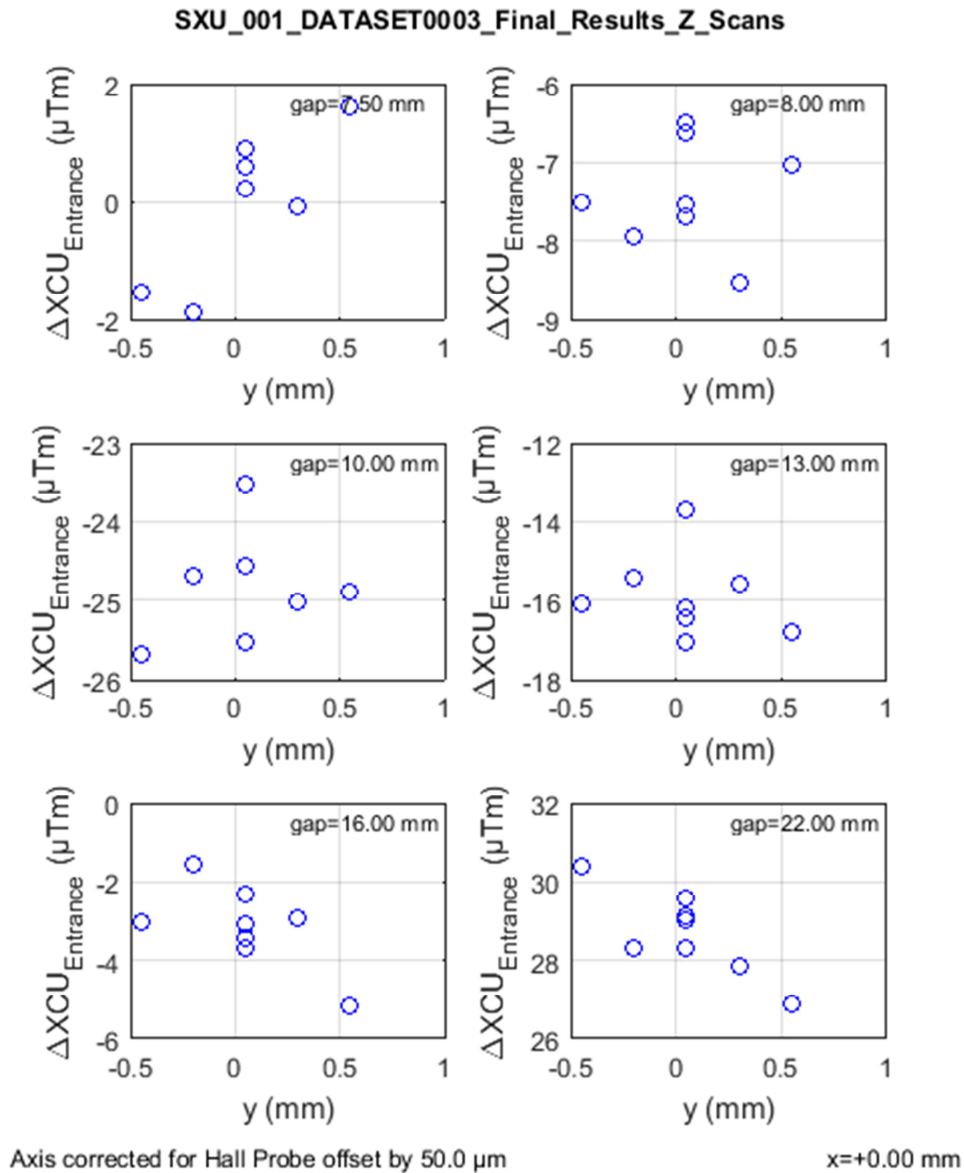 SXU_001_DATASET0003_Final_Results_Z_Scans
ΔXCU_Entrance (µTm)
2
0
-2
gap=7.50 mm
-0.5 0 0.5 1
y (mm)
ΔXCU_Entrance (µTm)
-6
-7
-8
-9
gap=8.00 mm
-0.5 0 0.5 1
y (mm)
ΔXCU_Entrance (µTm)
-23
-24
-25
-26
gap=10.00 mm
-0.5 0 0.5 1
y (mm)
ΔXCU_Entrance (µTm)
-12
-14
-16
-18
gap=13.00 mm
-0.5 0 0.5 1
y (mm)
ΔXCU_Entrance (µTm)
0
-2
-4
-6
gap=16.00 mm
-0.5 0 0.5 1
y (mm)
ΔXCU_Entrance (µTm)
32
30
28
26
gap=22.00 mm
-0.5 0 0.5 1
y (mm)
Axis corrected for Hall Probe offset by 50.0 µm
x=+0.00 mm